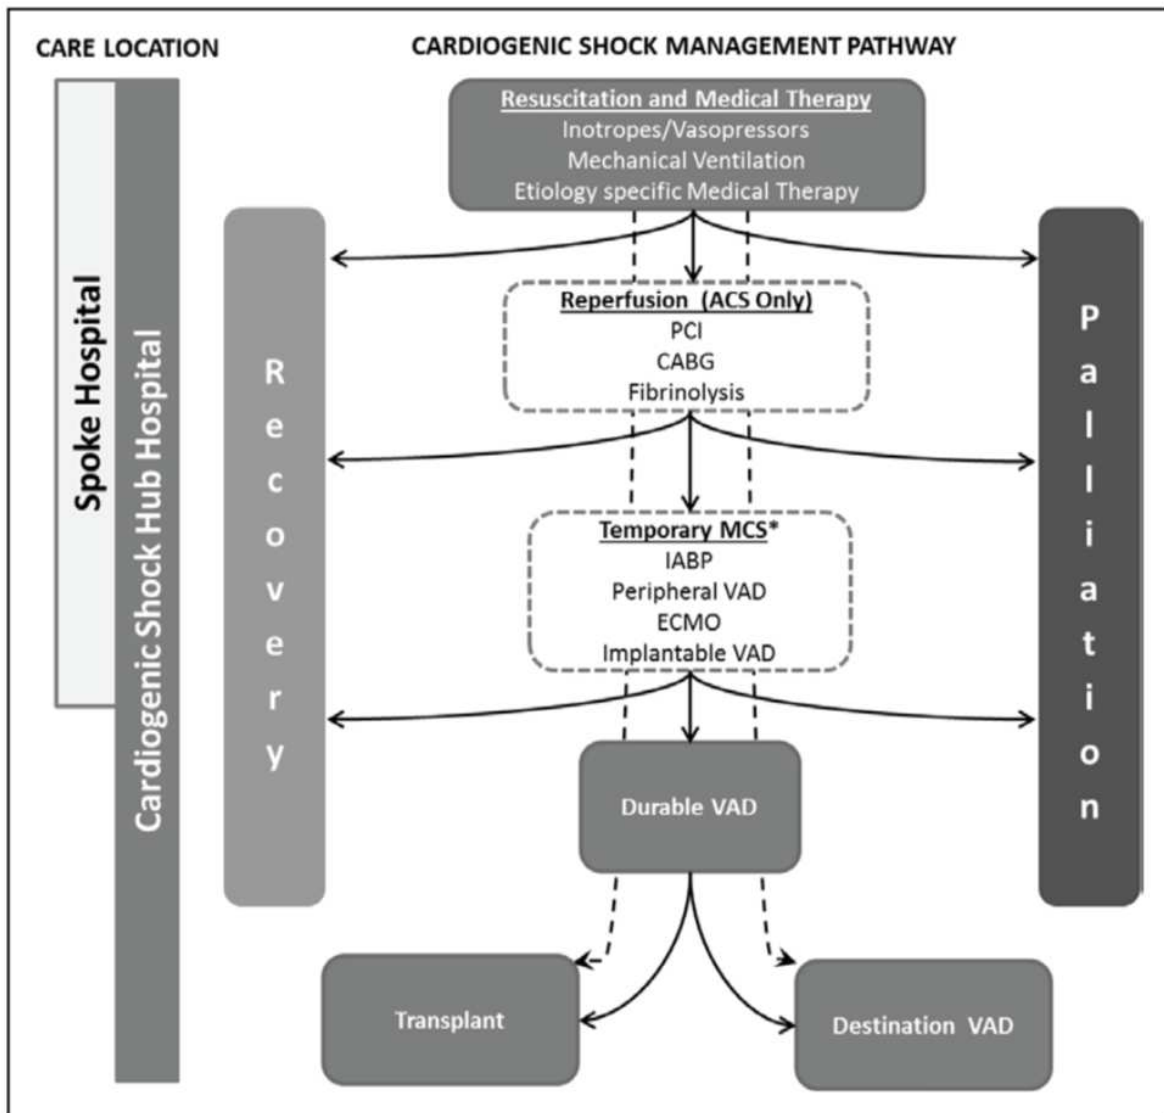 CARE LOCATION
CARDIOGENIC SHOCK MANAGEMENT PATHWAY
Spoke Hospital
Cardiogenic Shock Hub Hospital
Resuscitation and Medical Therapy
Inotropes/Vasopressors
Mechanical Ventilation
Etiology specific Medical Therapy
Recovery
Reperfusion (ACS Only)
PCI
CABG
Fibrinolysis
Temporary MCS*
IABP
Peripheral VAD
ECMO
Implantable VAD
Palliation
Durable VAD
Transplant
Destination VAD